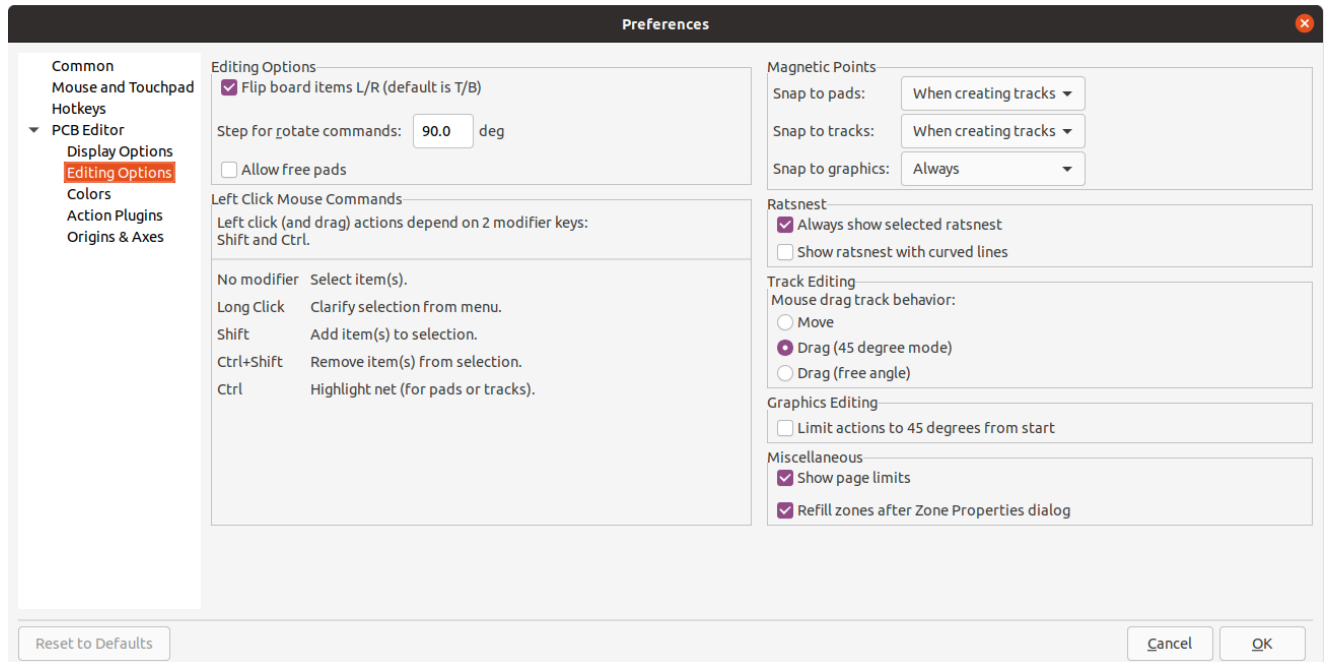 Preferences
Common
Mouse and Touchpad
Hotkeys
PCB Editor
Display Options
Editing Options
Colors
Action Plugins
Origins & Axes
Editing Options
Flip board items L/R (default is T/B)
Step for rotate commands: 90.0 deg
Allow free pads
Left Click Mouse Commands
Left click (and drag) actions depend on 2 modifier keys:
Shift and Ctrl.
No modifier Select item(s).
Long Click Clarify selection from menu.
Shift Add item(s) to selection.
Ctrl+Shift Remove item(s) from selection.
Ctrl Highlight net (for pads or tracks).
Magnetic Points
Snap to pads: When creating tracks
Snap to tracks: When creating tracks
Snap to graphics: Always
Ratsnest
Always show selected ratsnest
Show ratsnest with curved lines
Track Editing
Mouse drag track behavior:
Move
Drag (45 degree mode)
Drag (free angle)
Graphics Editing
Limit actions to 45 degrees from start
Miscellaneous
Show page limits
Refill zones after Zone Properties dialog
Reset to Defaults
Cancel
OK